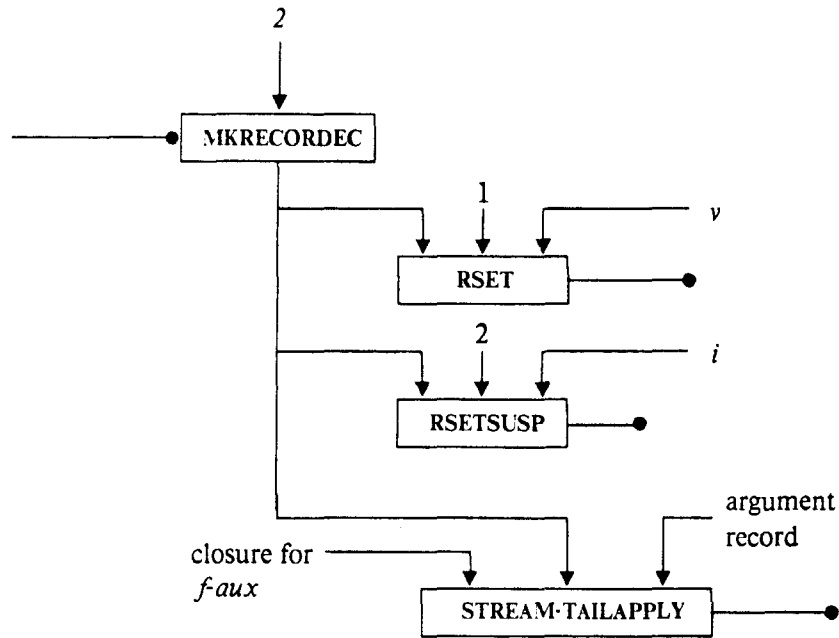 2
MKRECORDEC
1
v
RSET
2
i
RSETSUSP
argument
record
closure for
f-aux
STREAM-TAILAPPLY